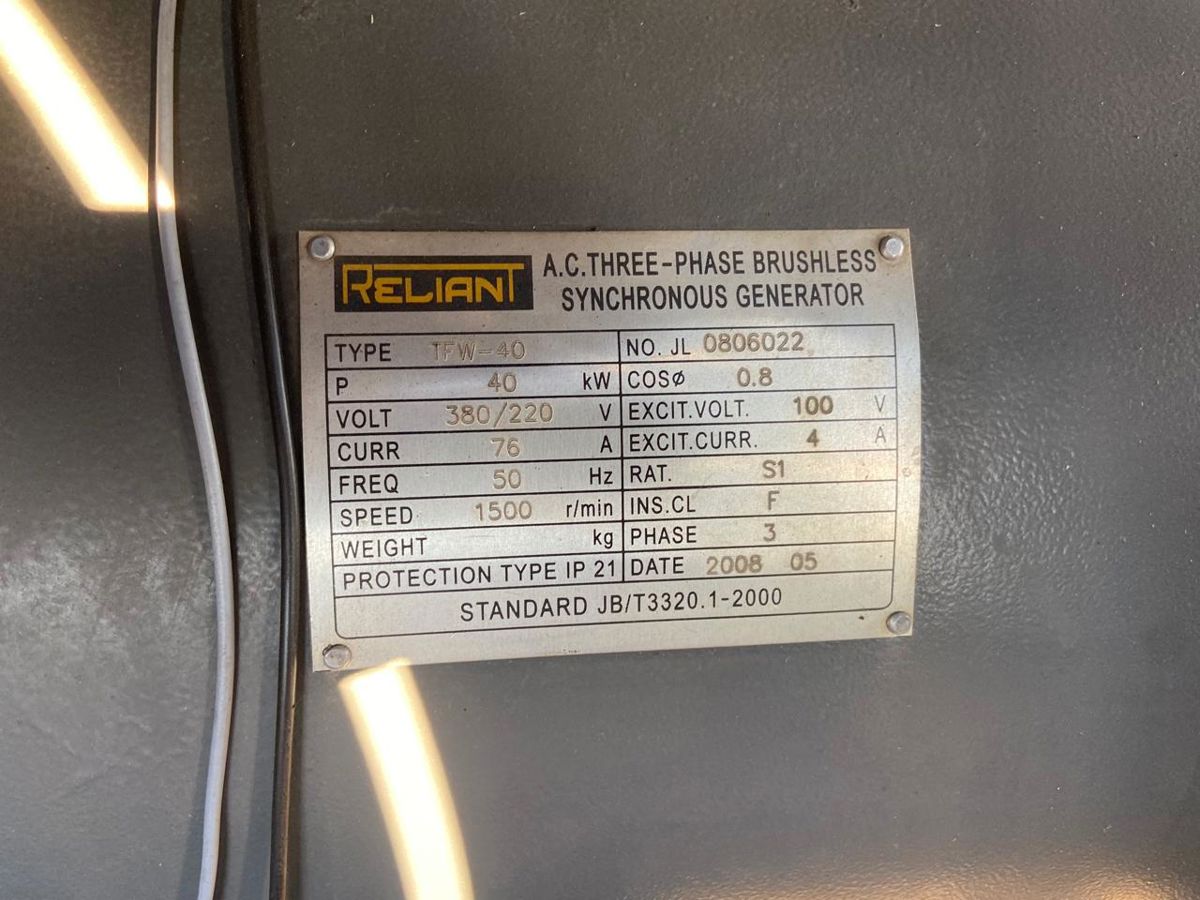 RELIANT
A.C.THREE-PHASE BRUSHLESS
SYNCHRONOUS GENERATOR
TYPE TFW-40 NO. JL 0806022
P 40 kW COSØ 0.8
VOLT 380/220 V EXCIT.VOLT. 100 V
CURR 76 A EXCIT.CURR. 4 A
FREQ 50 Hz RAT. S1
SPEED 1500 r/min INS.CL F
WEIGHT kg PHASE 3
PROTECTION TYPE IP 21 DATE 2008 05
STANDARD JB/T3320.1-2000